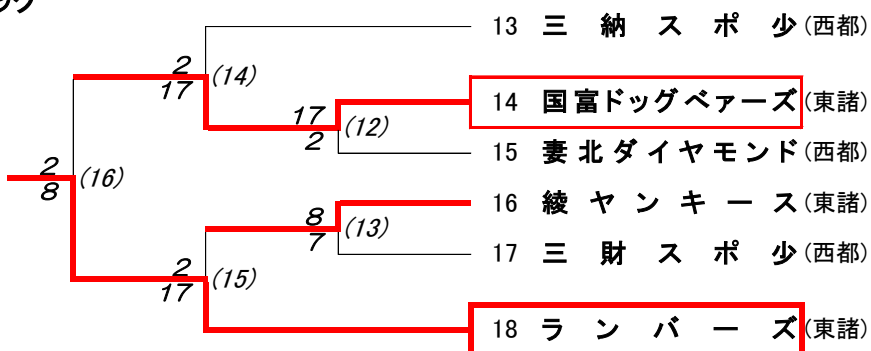 13 三納スポ少(西都)
2
17
(14)
14 国富ドッグベァーズ(東諸)
17
2
(12)
15 妻北ダイヤモンド(西都)
2
8
(16)
16 綾ヤンキース(東諸)
8
7
(13)
17 三財スポ少(西都)
2
17
(15)
18 ランバーズ(東諸)